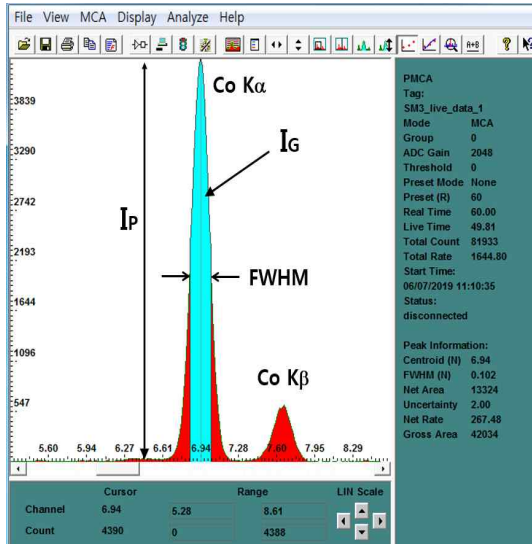 File View MCA Display Analyze Help
A+B
3839
3290
2742
2193
1644
1096
547
Co Kα
IG
IP
FWHM
Co Kβ
5.60 5.94 6.27 6.61 6.94 7.28 7.60 7.95 8.29
PMCA
Tag:
SM3_live_data_1
Mode MCA
Group 0
ADC Gain 2048
Threshold 0
Preset Mode None
Preset (R) 60
Real Time 60.00
Live Time 49.81
Total Count 81933
Total Rate 1644.80
Start Time:
06/07/2019 11:10:35
Status:
disconnected
Peak Information:
Centroid (N) 6.94
FWHM (N) 0.102
Net Area 13324
Uncertainty 2.00
Net Rate 267.48
Gross Area 42034
Cursor Range LIN Scale
Channel 6.94 5.28 8.61
Count 4390 0 4388